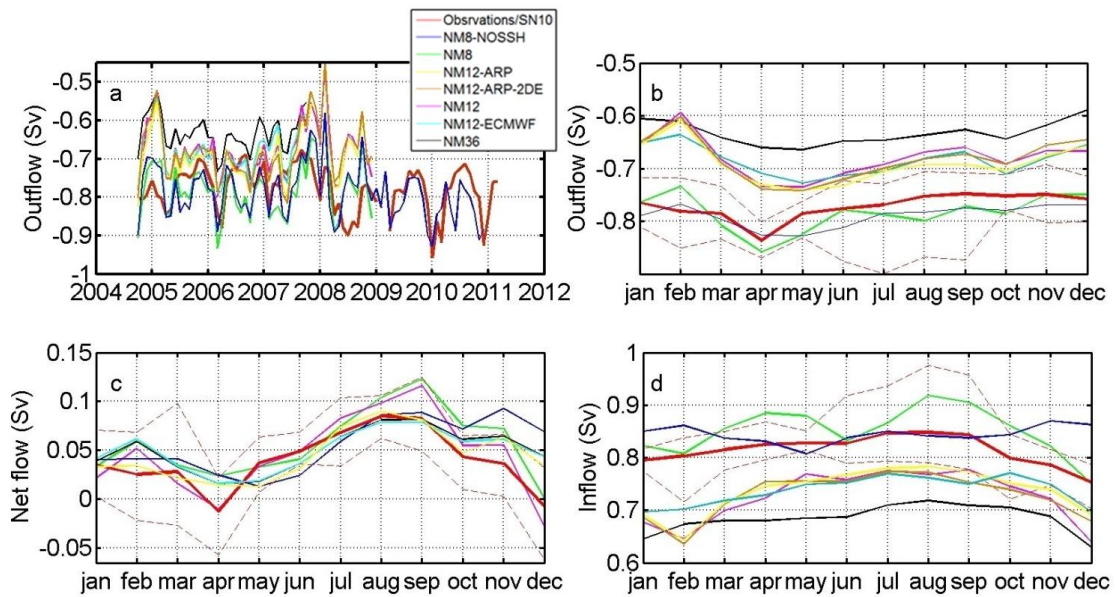 Obsrvations/SN10
NM8-NOSSH
NM8
NM12-ARP
NM12-ARP-2DE
NM12
NM12-ECMWF
NM36
a
Outflow (Sv)
-0.5
-0.6
-0.7
-0.8
-0.9
-1
2004 2005 2006 2007 2008 2009 2010 2011 2012
b
Outflow (Sv)
-0.5
-0.6
-0.7
-0.8
jan feb mar apr may jun jul aug sep oct nov dec
c
Net flow (Sv)
0.15
0.1
0.05
0
-0.05
jan feb mar apr may jun jul aug sep oct nov dec
d
Inflow (Sv)
1
0.9
0.8
0.7
0.6
jan feb mar apr may jun jul aug sep oct nov dec